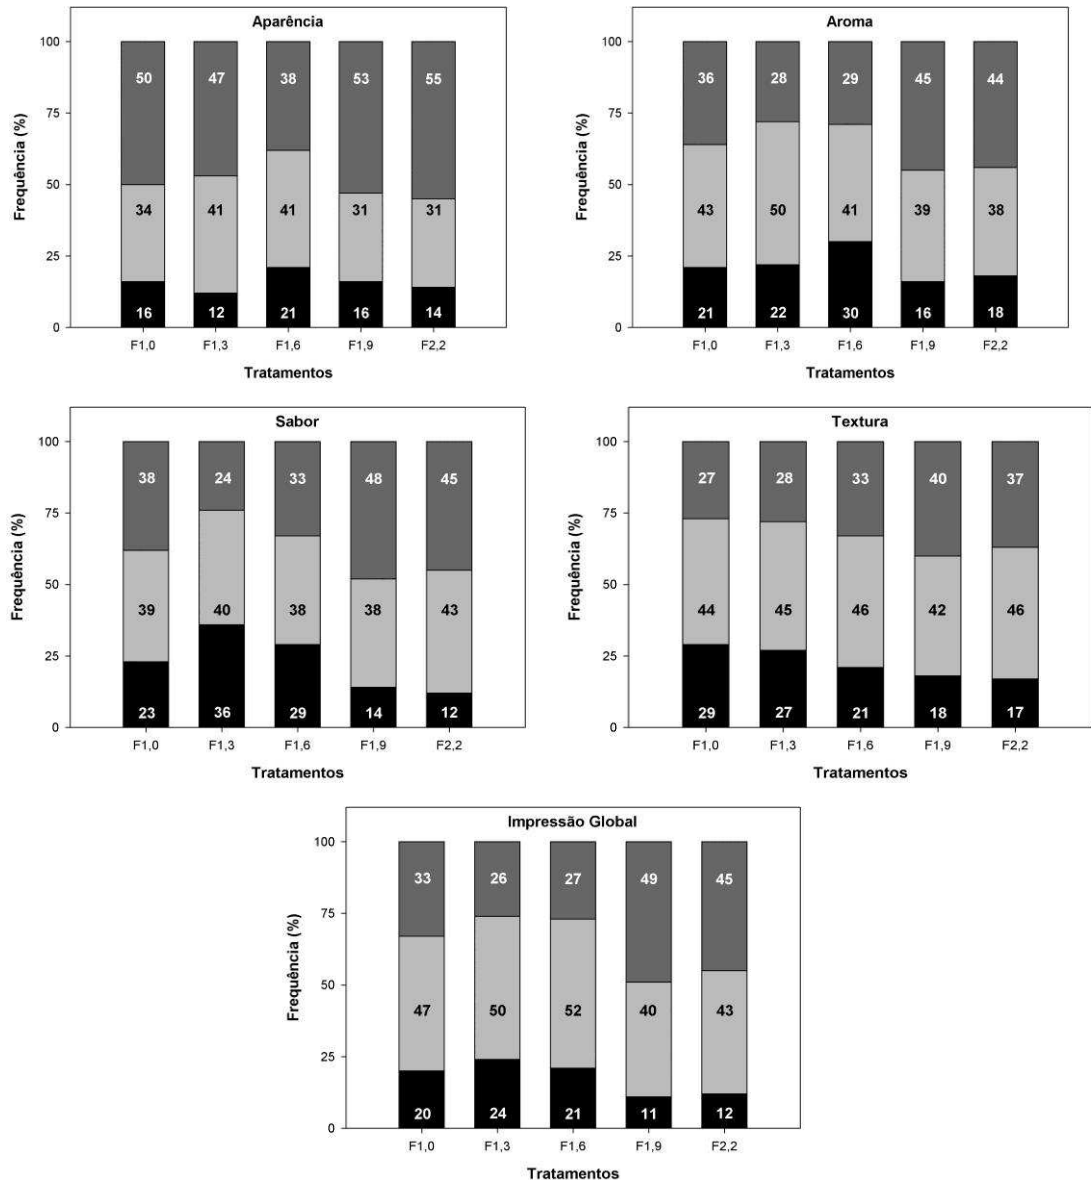 Aparência
Frequência (%)
100
75
50
25
0
50 47 38 53 55
34 41 41 31 31
16 12 21 16 14
F1,0 F1,3 F1,6 F1,9 F2,2
Tratamentos
Aroma
Frequência (%)
100
75
50
25
0
36 28 29 45 44
43 50 41 39 38
21 22 30 16 18
F1,0 F1,3 F1,6 F1,9 F2,2
Tratamentos
Sabor
Frequência (%)
100
75
50
25
0
38 24 33 48 45
39 40 38 38 43
23 36 29 14 12
F1,0 F1,3 F1,6 F1,9 F2,2
Tratamentos
Textura
Frequência (%)
100
75
50
25
0
27 28 33 40 37
44 45 46 42 46
29 27 21 18 17
F1,0 F1,3 F1,6 F1,9 F2,2
Tratamentos
Impressão Global
Frequência (%)
100
75
50
25
0
33 26 27 49 45
47 50 52 40 43
20 24 21 11 12
F1,0 F1,3 F1,6 F1,9 F2,2
Tratamentos